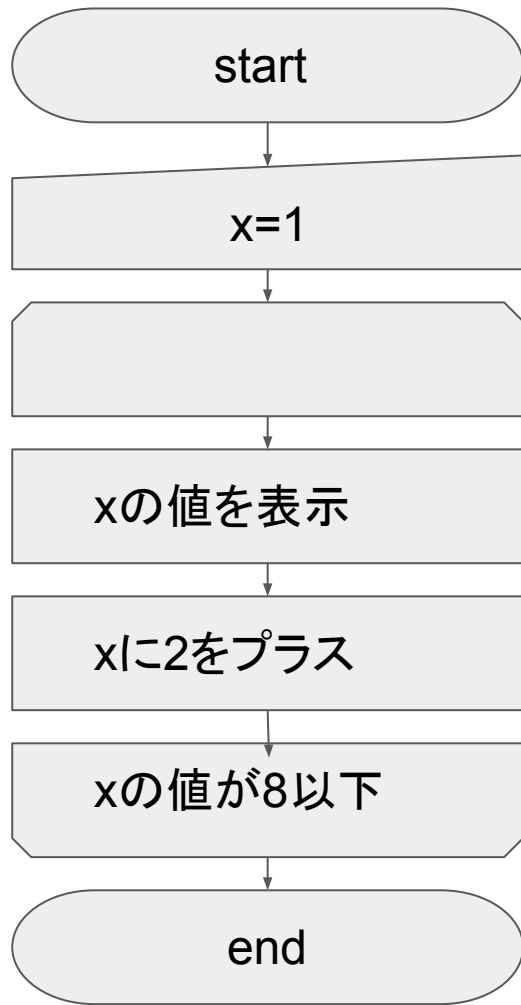 start
x=1
xの値を表示
xに2をプラス
xの値が8以下
end